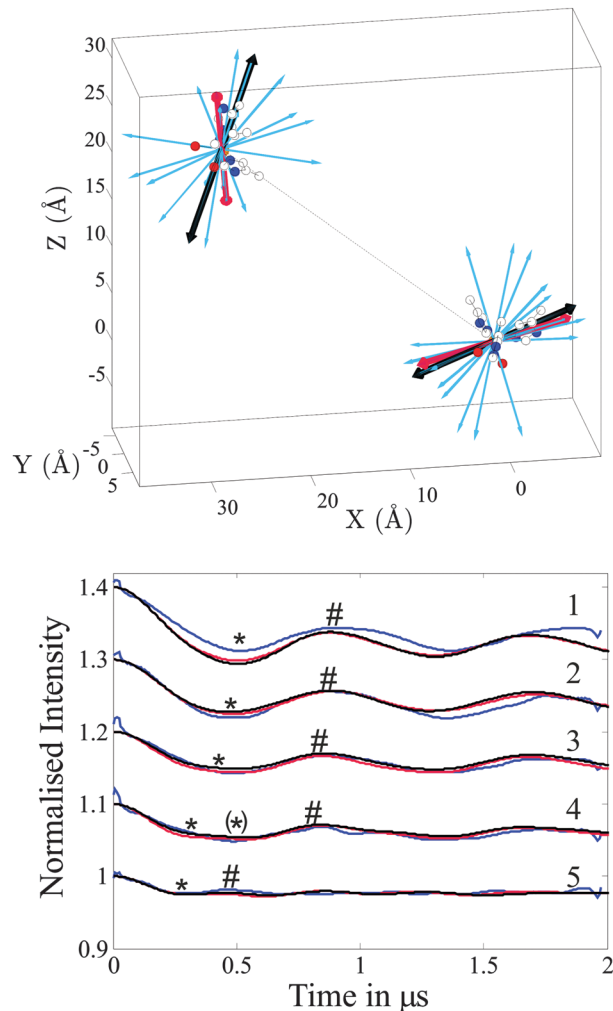 30
25
20
15
10
5
0
-5
Z (Å)
-5
0
5
Y (Å)
30
20
10
0
X (Å)
1.4
1.3
1.2
1.1
1
0.9
Normalised Intensity
* # 1
* # 2
* # 3
* (*) # 4
* # 5
0 0.5 1 1.5 2
Time in μs